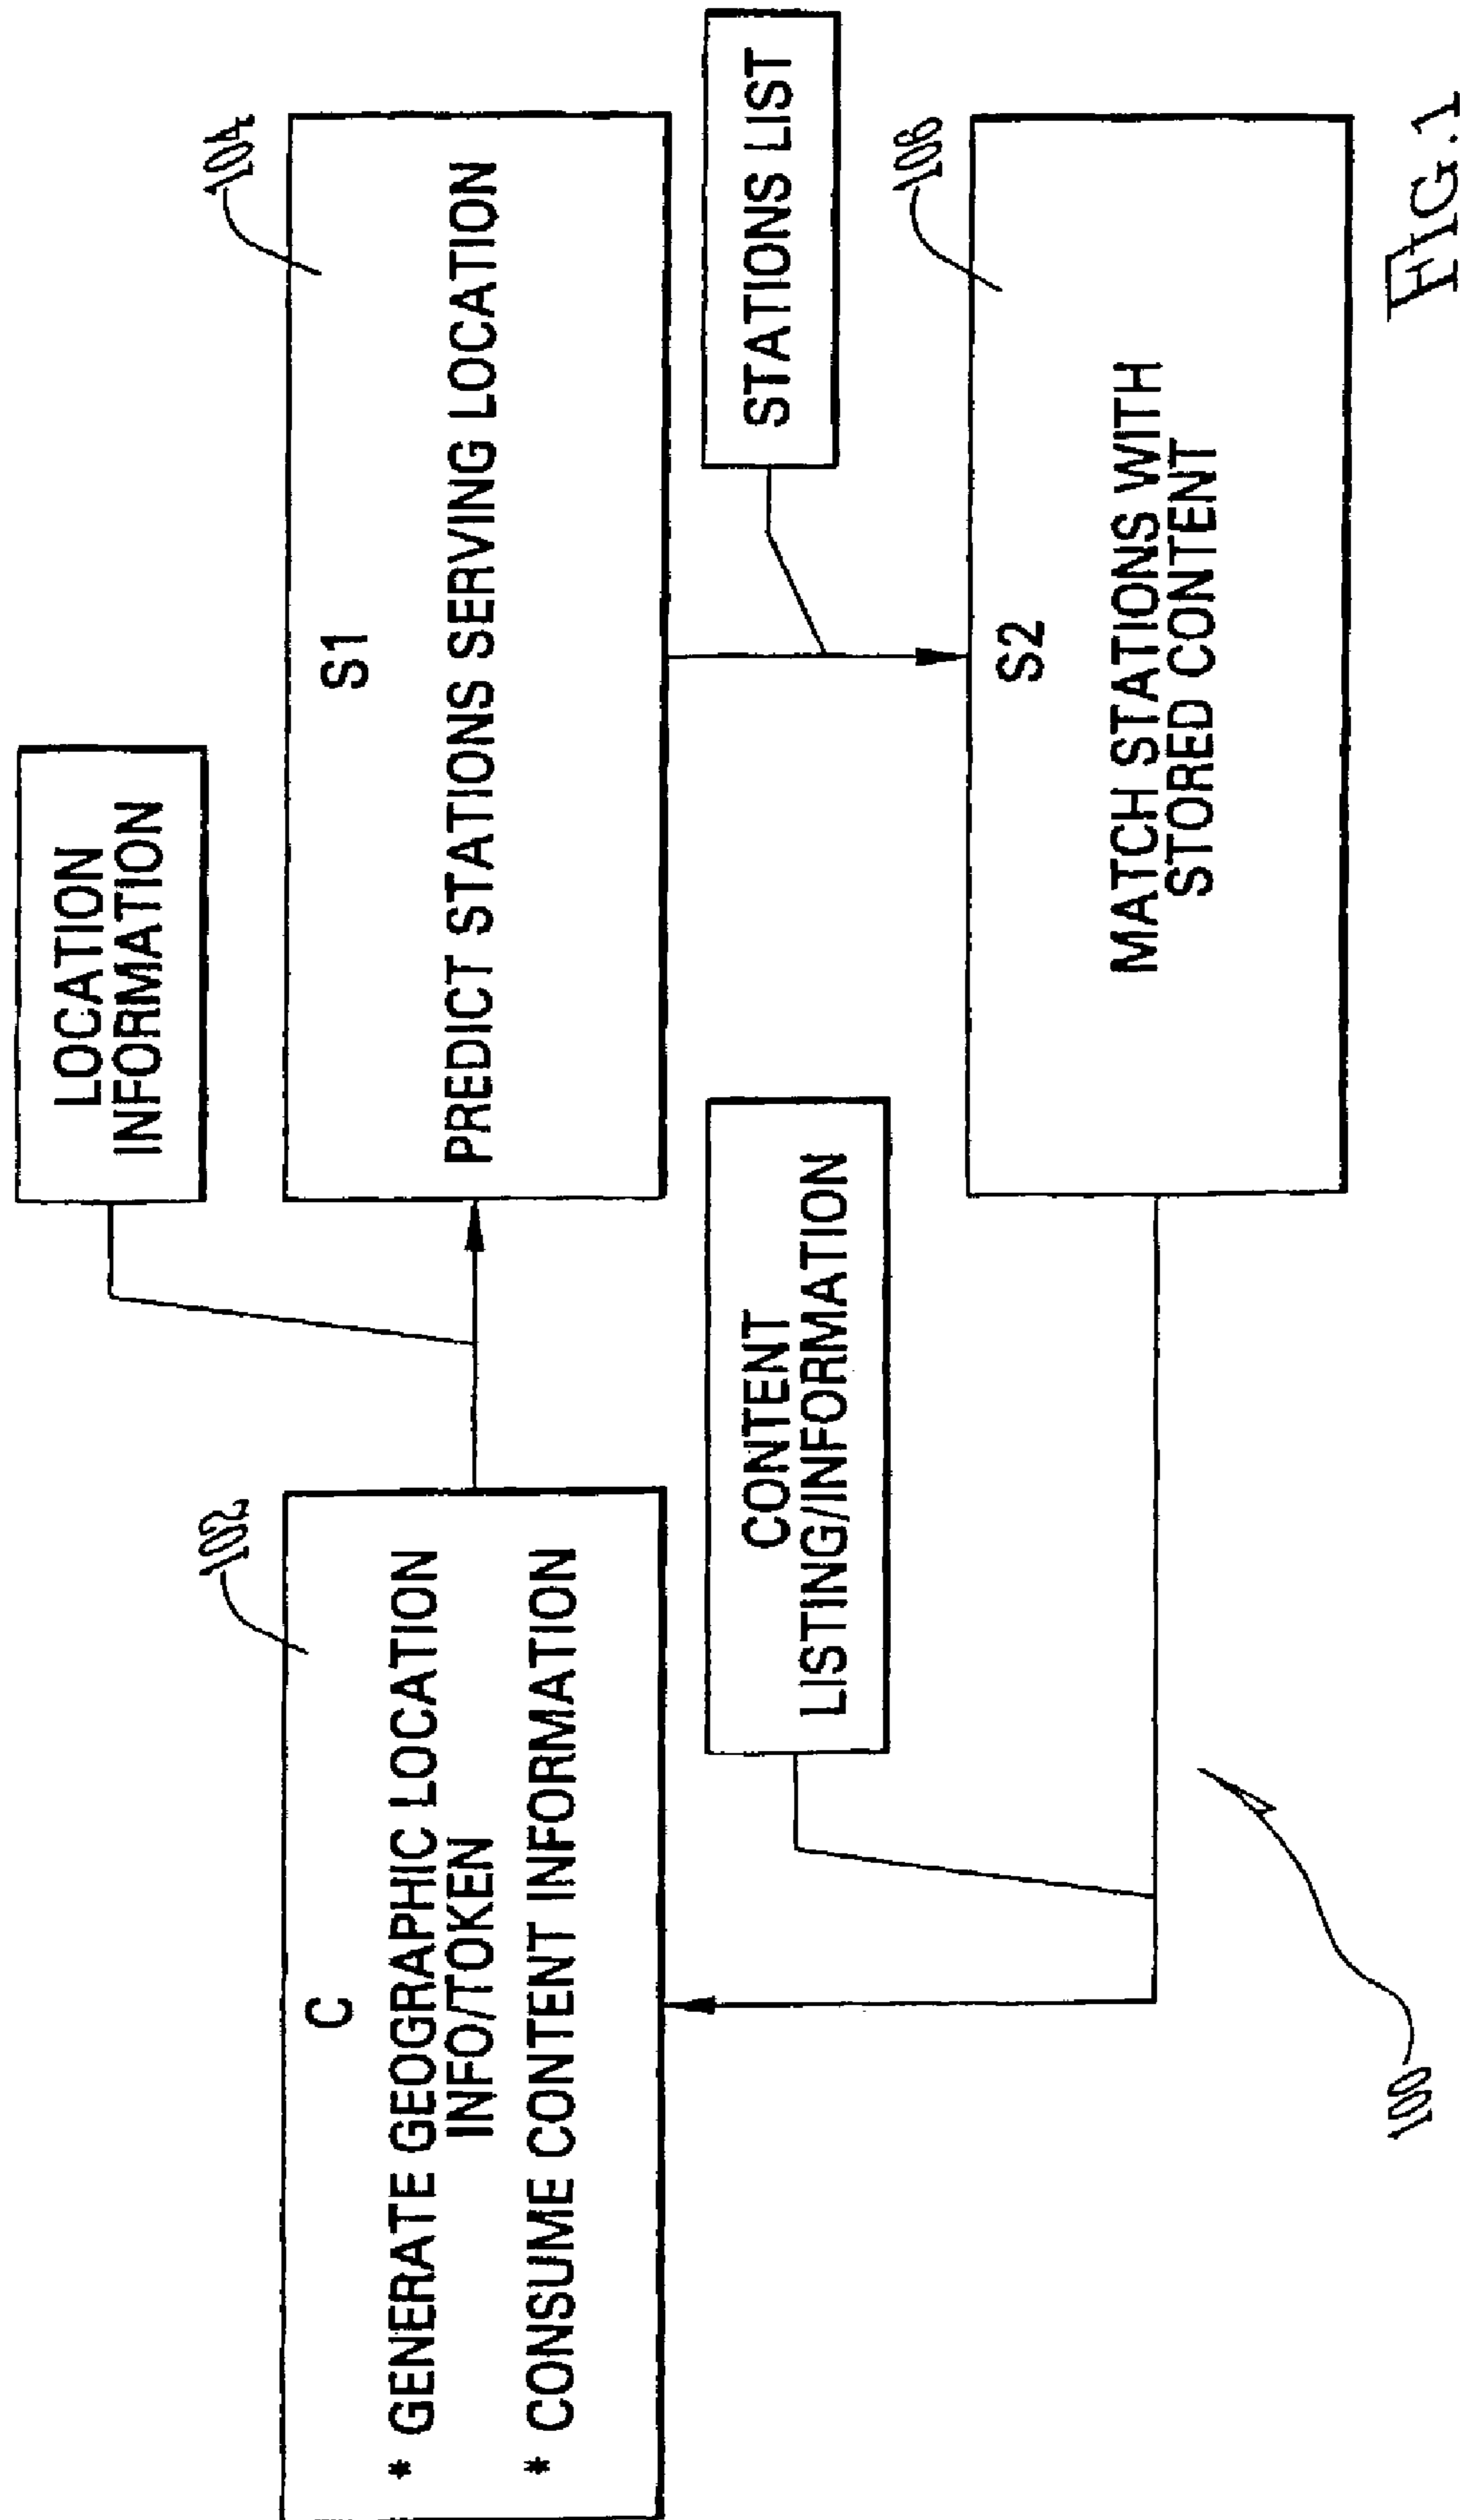 LOCATION
INFORMATION
102
C
* GENERATE GEOGRAPHIC LOCATION
INFO/TOKEN
* CONSUME CONTENT INFORMATION
104
S1
PREDICT STATIONS SERVING LOCATION
CONTENT
LISTING/INFORMATION
STATIONS LIST
106
S2
MATCH STATIONS WITH
STORED CONTENT
100
FIG.1